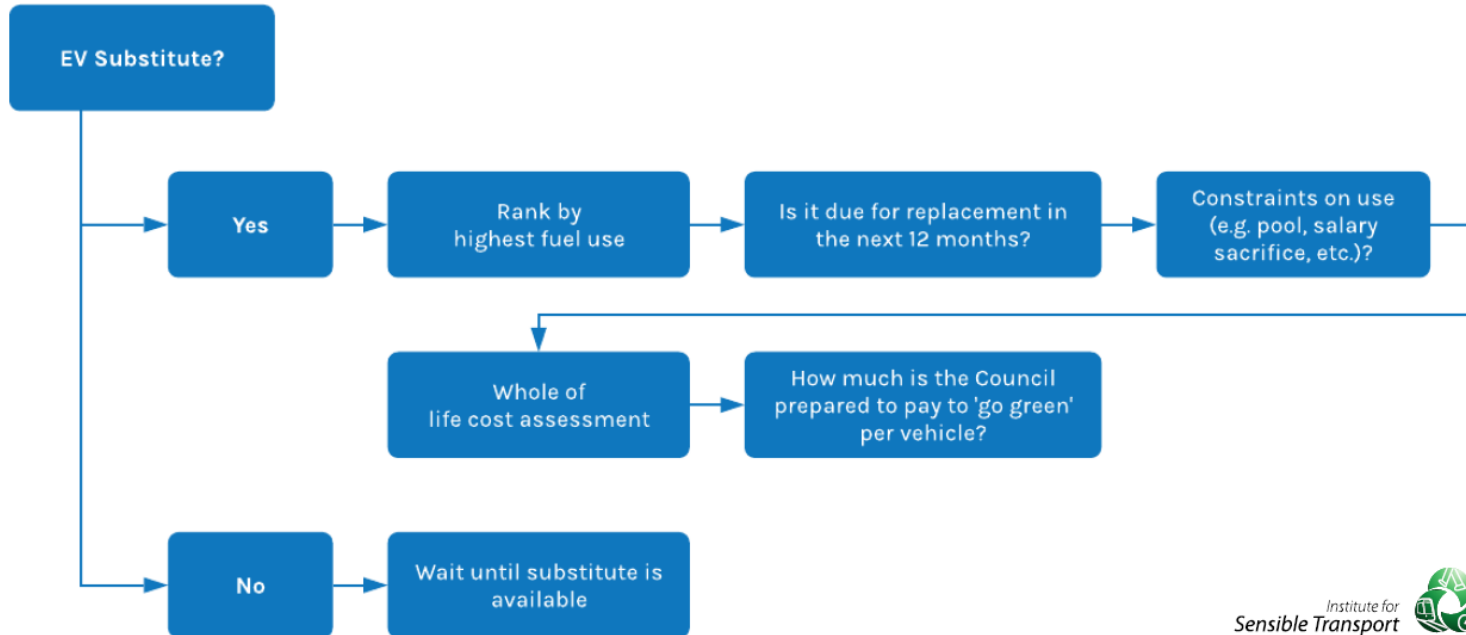 EV Substitute?
Yes
Rank by
highest fuel use
Is it due for replacement in
the next 12 months?
Constraints on use
(e.g. pool, salary
sacrifice, etc.)?
Whole of
life cost assessment
How much is the Council
prepared to pay to 'go green'
per vehicle?
No
Wait until substitute is
available
Institute for
Sensible Transport